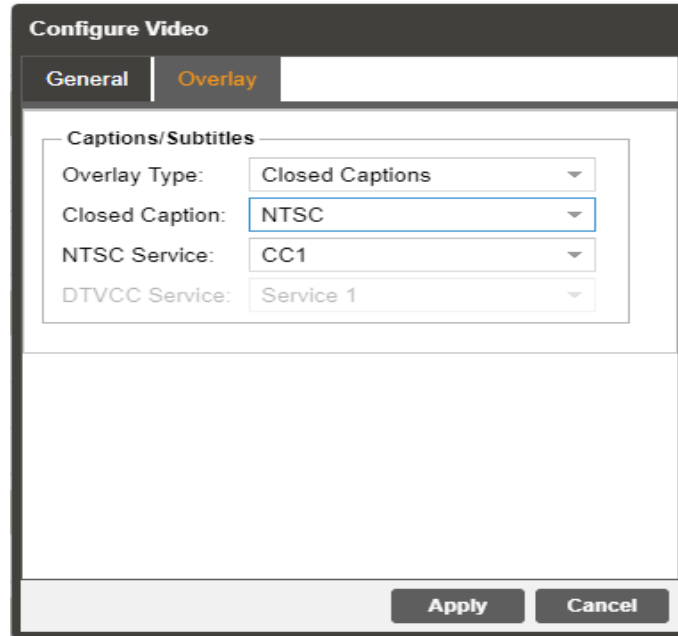 Configure Video
General Overlay
Captions/Subtitles
Overlay Type: Closed Captions
Closed Caption: NTSC
NTSC Service: CC1
DTVCC Service: Service 1
Apply Cancel